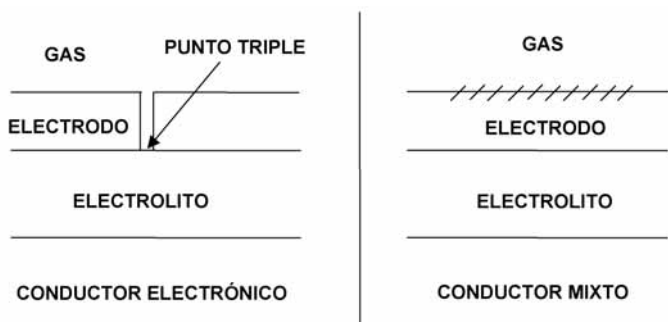 GAS
PUNTO TRIPLE
ELECTRODO
ELECTROLITO
CONDUCTOR ELECTRÓNICO
GAS
ELECTRODO
ELECTROLITO
CONDUCTOR MIXTO